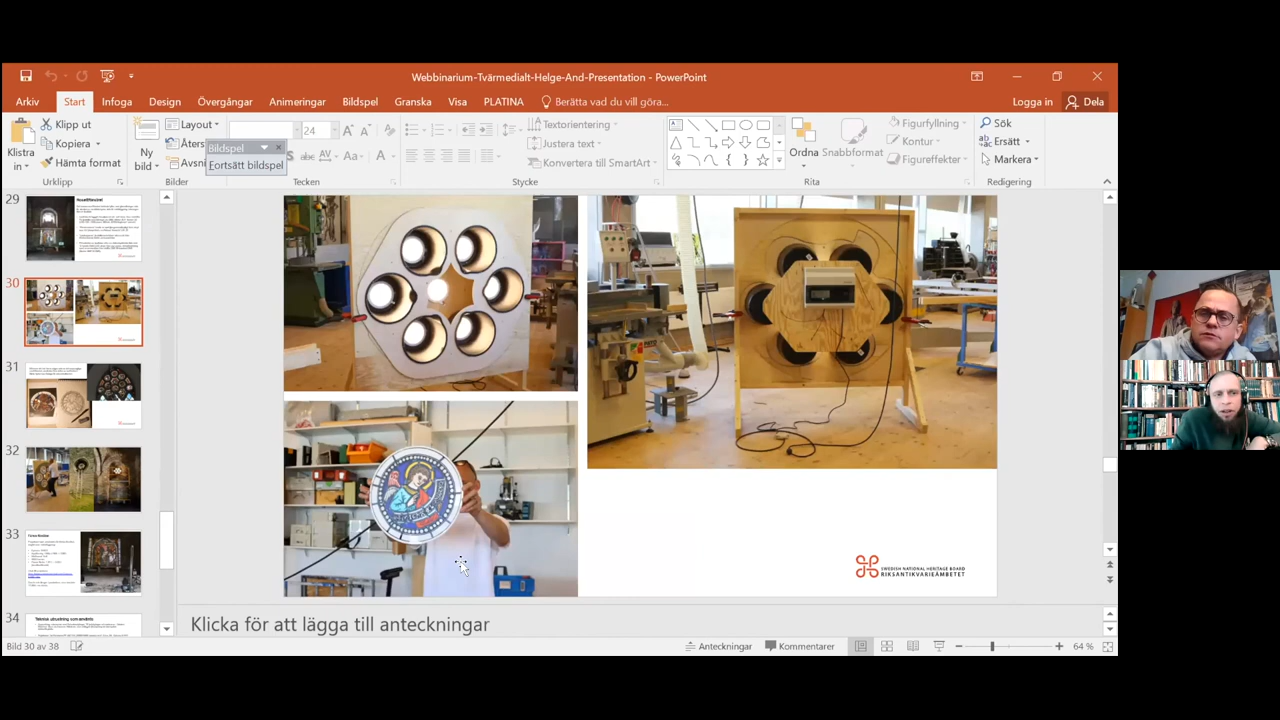 Webbinarium-Tvärmedialt-Helge-And-Presentation - PowerPoint
Arkiv Start Infoga Design Övergångar Animeringar Bildspel Granska Visa PLATINA Berätta vad du vill göra... Logga in Dela
Klistra in
Klipp ut
Kopiera
Hämta format
Urklipp
Ny bild
Layout
Åters
Avsni
Bilder
Bildspel
Fortsätt bildspel
24
Aa
A
Tecken
Textorientering
Justera text
Konvertera till SmartArt
Stycke
Ordna
Snabbformat
Figurfyllning
Kontur
Figureffekter
Rita
Sök
Ersätt
Markera
Redigering
29
30
31
32
33
34
SWEDISH NATIONAL HERITAGE BOARD
RIKSANTIKVARIEÄMBETET
Klicka för att lägga till anteckningar
Bild 30 av 38 Anteckningar Kommentarer 64 %